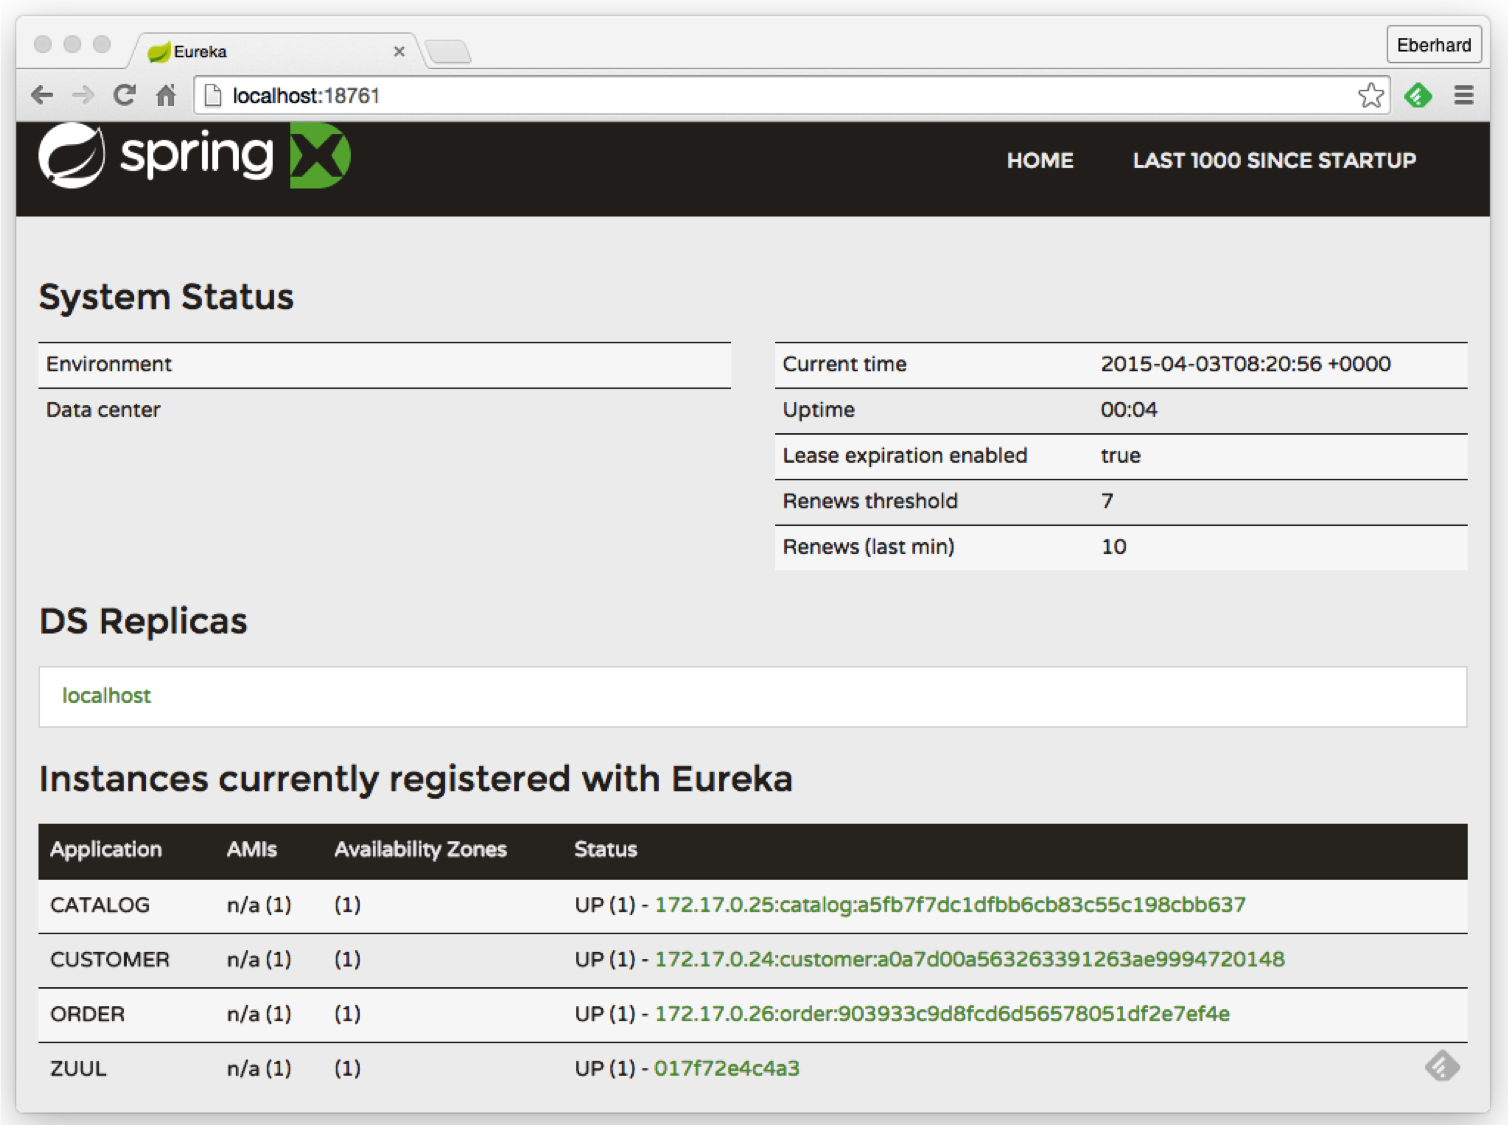 Eureka
Eberhard
localhost:18761
spring
HOME LAST 1000 SINCE STARTUP
System Status
Environment
Data center
Current time 2015-04-03T08:20:56 +0000
Uptime 00:04
Lease expiration enabled true
Renews threshold 7
Renews (last min) 10
DS Replicas
localhost
Instances currently registered with Eureka
Application AMIs Availability Zones Status
CATALOG n/a (1) (1) UP (1) - 172.17.0.25:catalog:a5fb7f7dc1dfbb6cb83c55c198cbb637
CUSTOMER n/a (1) (1) UP (1) - 172.17.0.24:customer:a0a7d00a563263391263ae9994720148
ORDER n/a (1) (1) UP (1) - 172.17.0.26:order:903933c9d8fcd6d56578051df2e7ef4e
ZUUL n/a (1) (1) UP (1) - 017f72e4c4a3